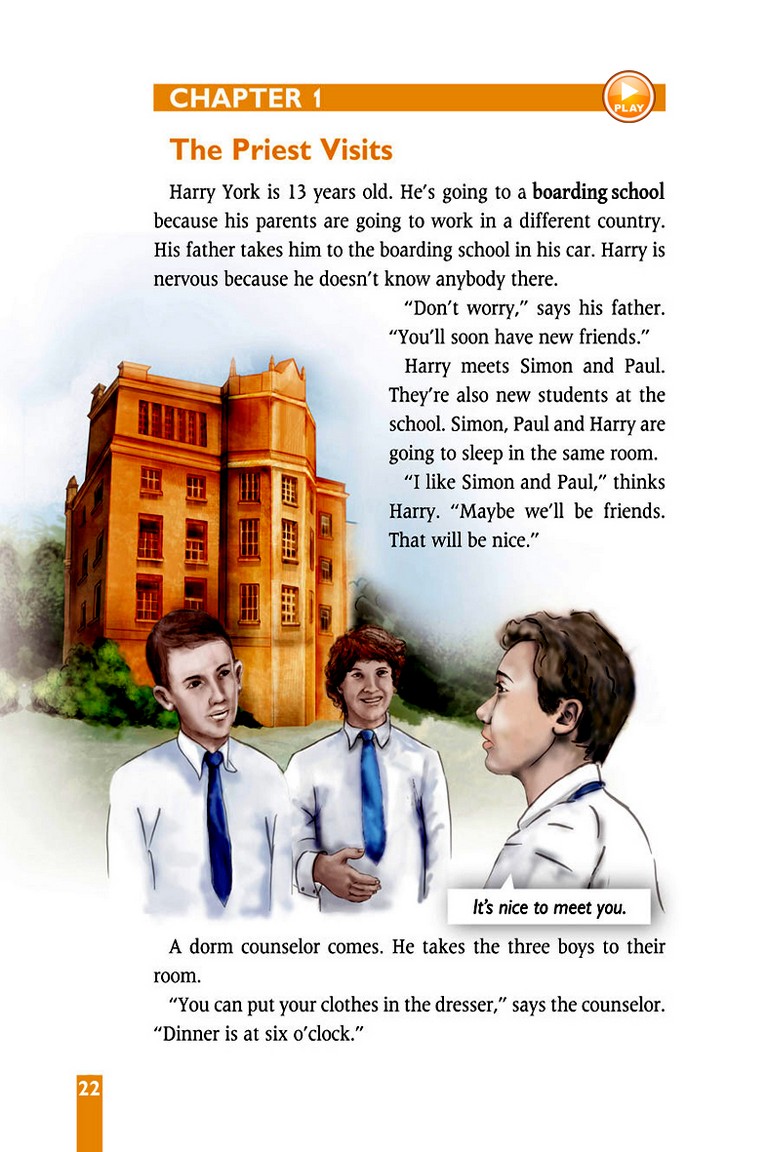 CHAPTER 1
PLAY
The Priest Visits
Harry York is 13 years old. He’s going to a boarding school
because his parents are going to work in a different country.
His father takes him to the boarding school in his car. Harry is
nervous because he doesn’t know anybody there.
“Don’t worry,” says his father.
“You’ll soon have new friends.”
Harry meets Simon and Paul.
They’re also new students at the
school. Simon, Paul and Harry are
going to sleep in the same room.
“I like Simon and Paul,” thinks
Harry. “Maybe we’ll be friends.
That will be nice.”
It’s nice to meet you.
A dorm counselor comes. He takes the three boys to their
room.
“You can put your clothes in the dresser,” says the counselor.
“Dinner is at six o’clock.”
22